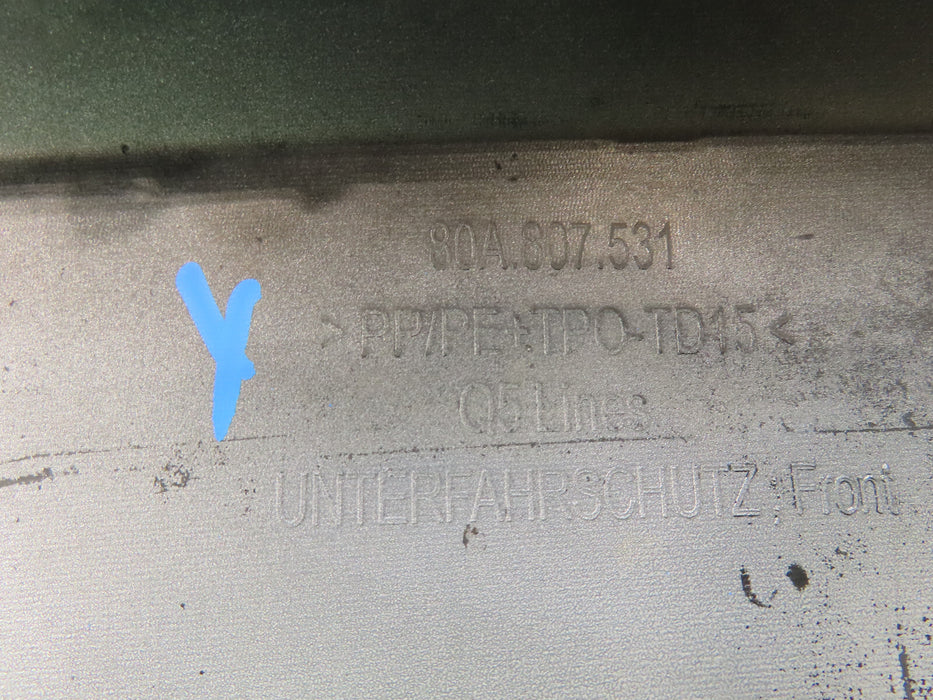 80A.807.531
>PP/PE+TPO-TD15<
Q5 Lines
UNTERFAHRSCHUTZ; Front
Y